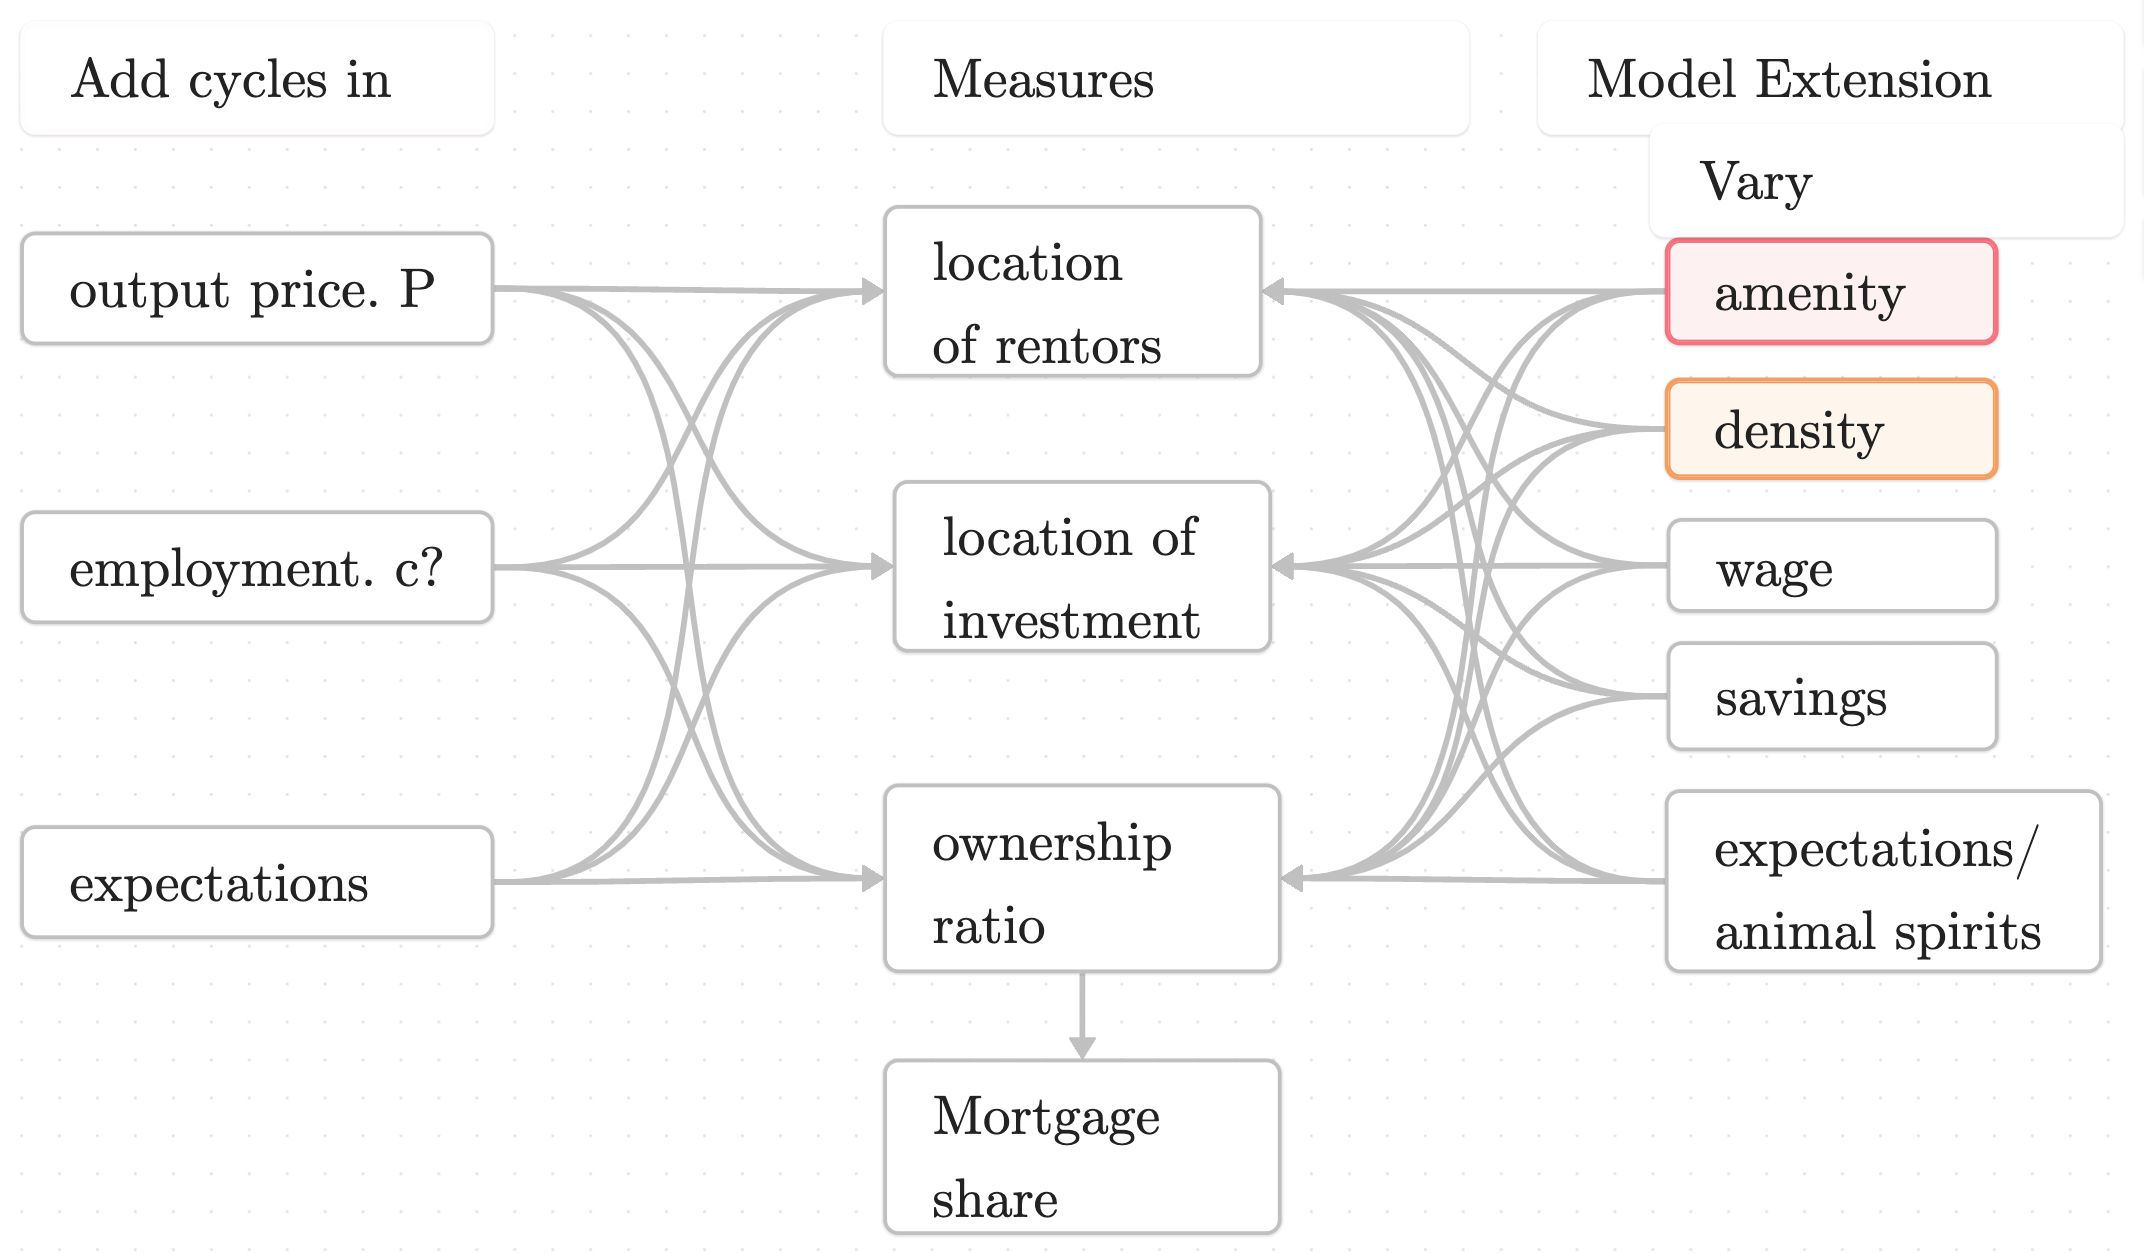 Add cycles in
Measures
Model Extension
Vary
output price. P
employment. c?
expectations
location
of rentors
location of
investment
ownership
ratio
Mortgage
share
amenity
density
wage
savings
expectations/
animal spirits